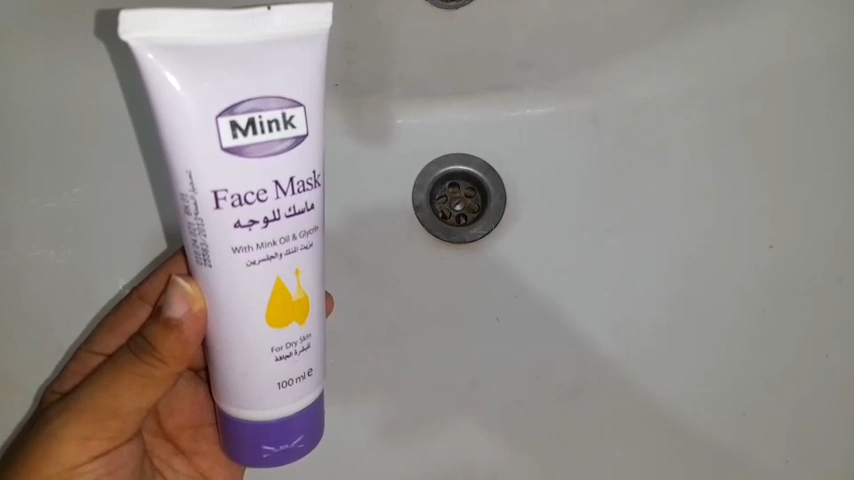 Mink
Face Mask
ماسك للوجه
With Mink Oil & Glycerin
بزيت المنك والجلسرين
For Dry Skin
للبشرة الجافة
100 ml e